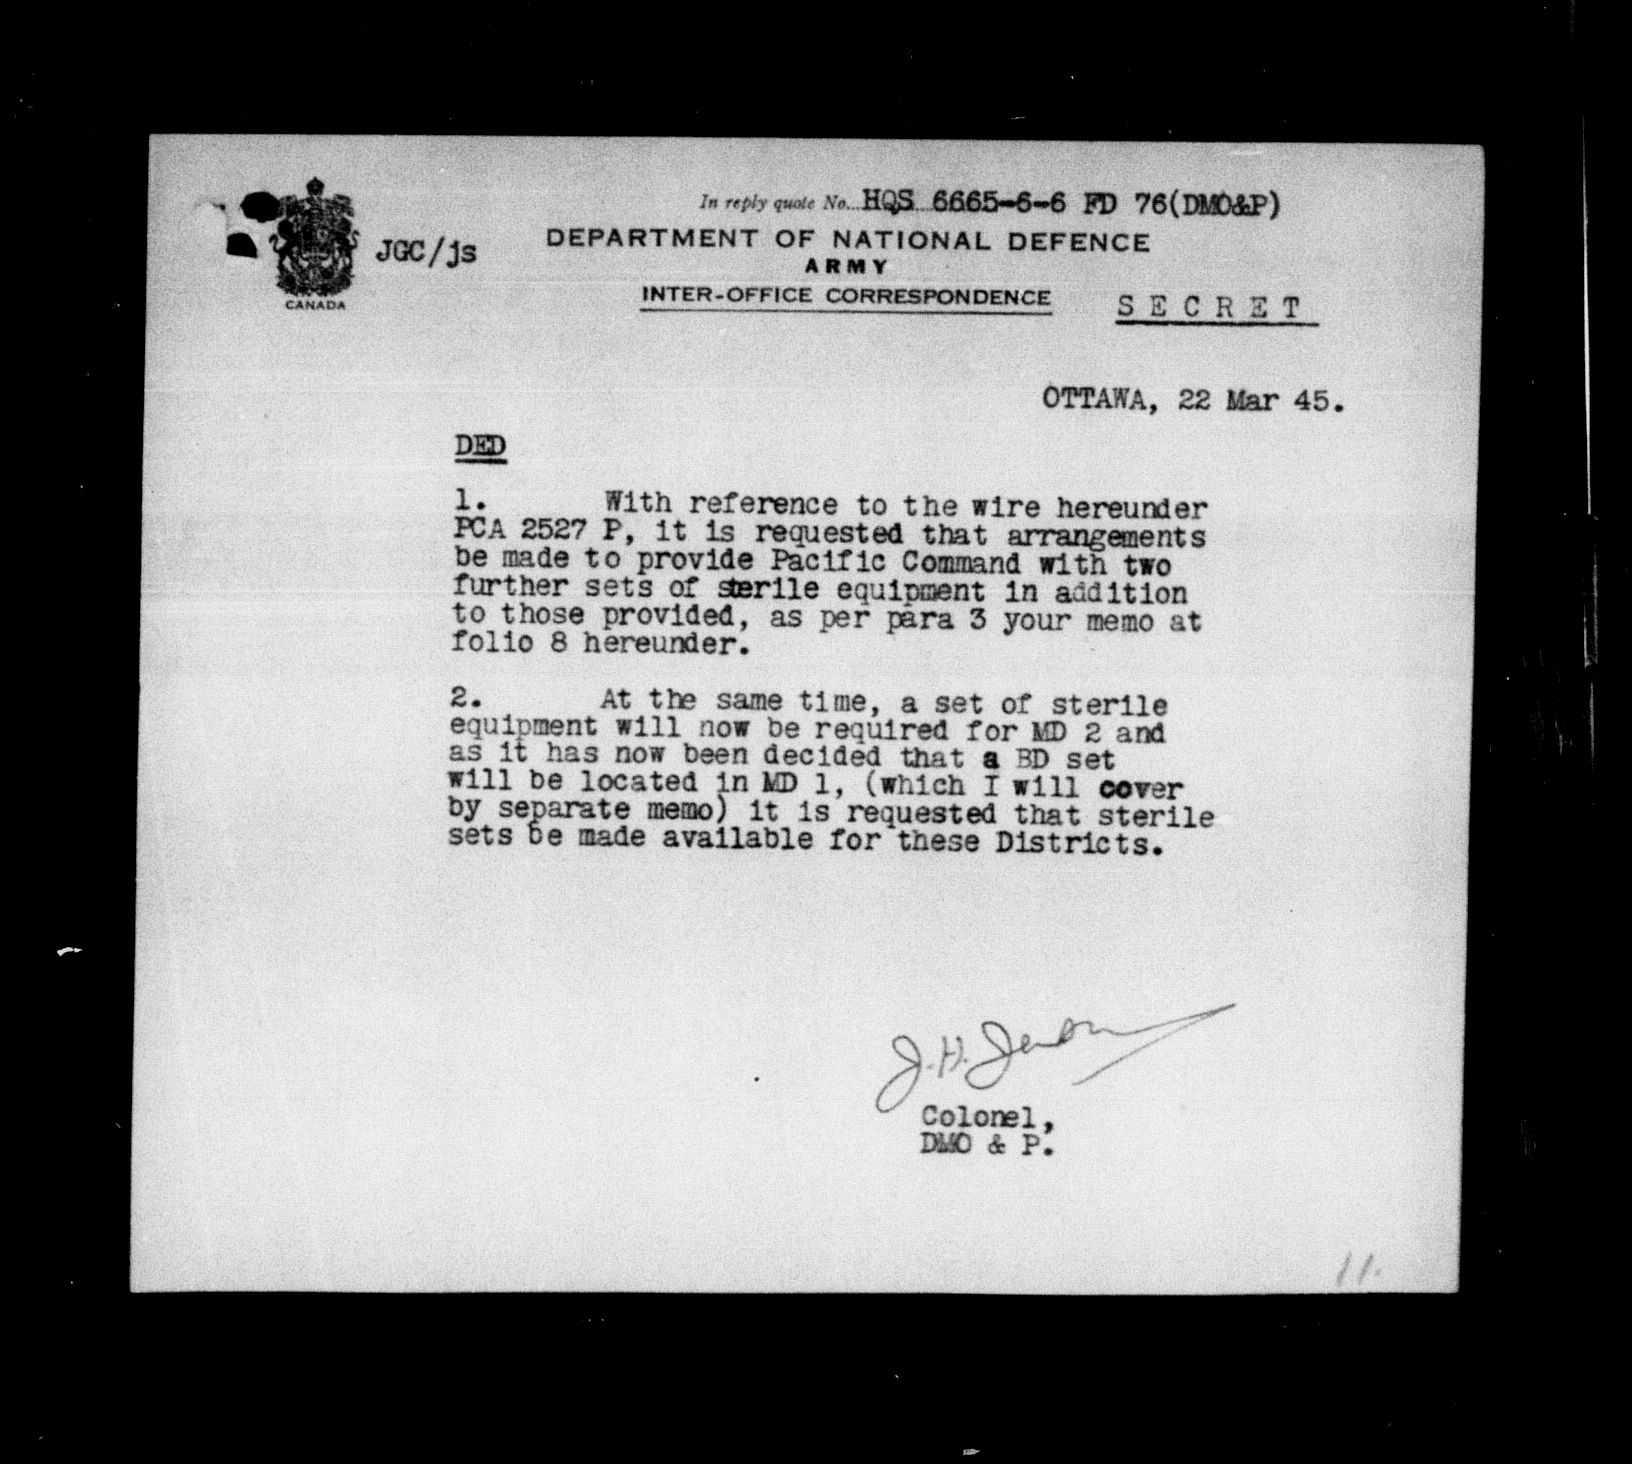 In reply quote No. HQS 6665-6-6 FD 76(DMO&P)
JGC/js
DEPARTMENT OF NATIONAL DEFENCE
ARMY
CANADA
INTER-OFFICE CORRESPONDENCE
SECRET
OTTAWA, 22 Mar 45.
DED
1. With reference to the wire hereunder
PCA 2527 P, it is requested that arrangements
be made to provide Pacific Command with two
further sets of sterile equipment in addition
to those provided, as per para 3 your memo at
folio 8 hereunder.
2. At the same time, a set of sterile
equipment will now be required for MD 2 and
as it has now been decided that a BD set
will be located in MD 1, (which I will cover
by separate memo) it is requested that sterile
sets be made available for these Districts.
J.H.
Colonel,
DMO & P.
11.